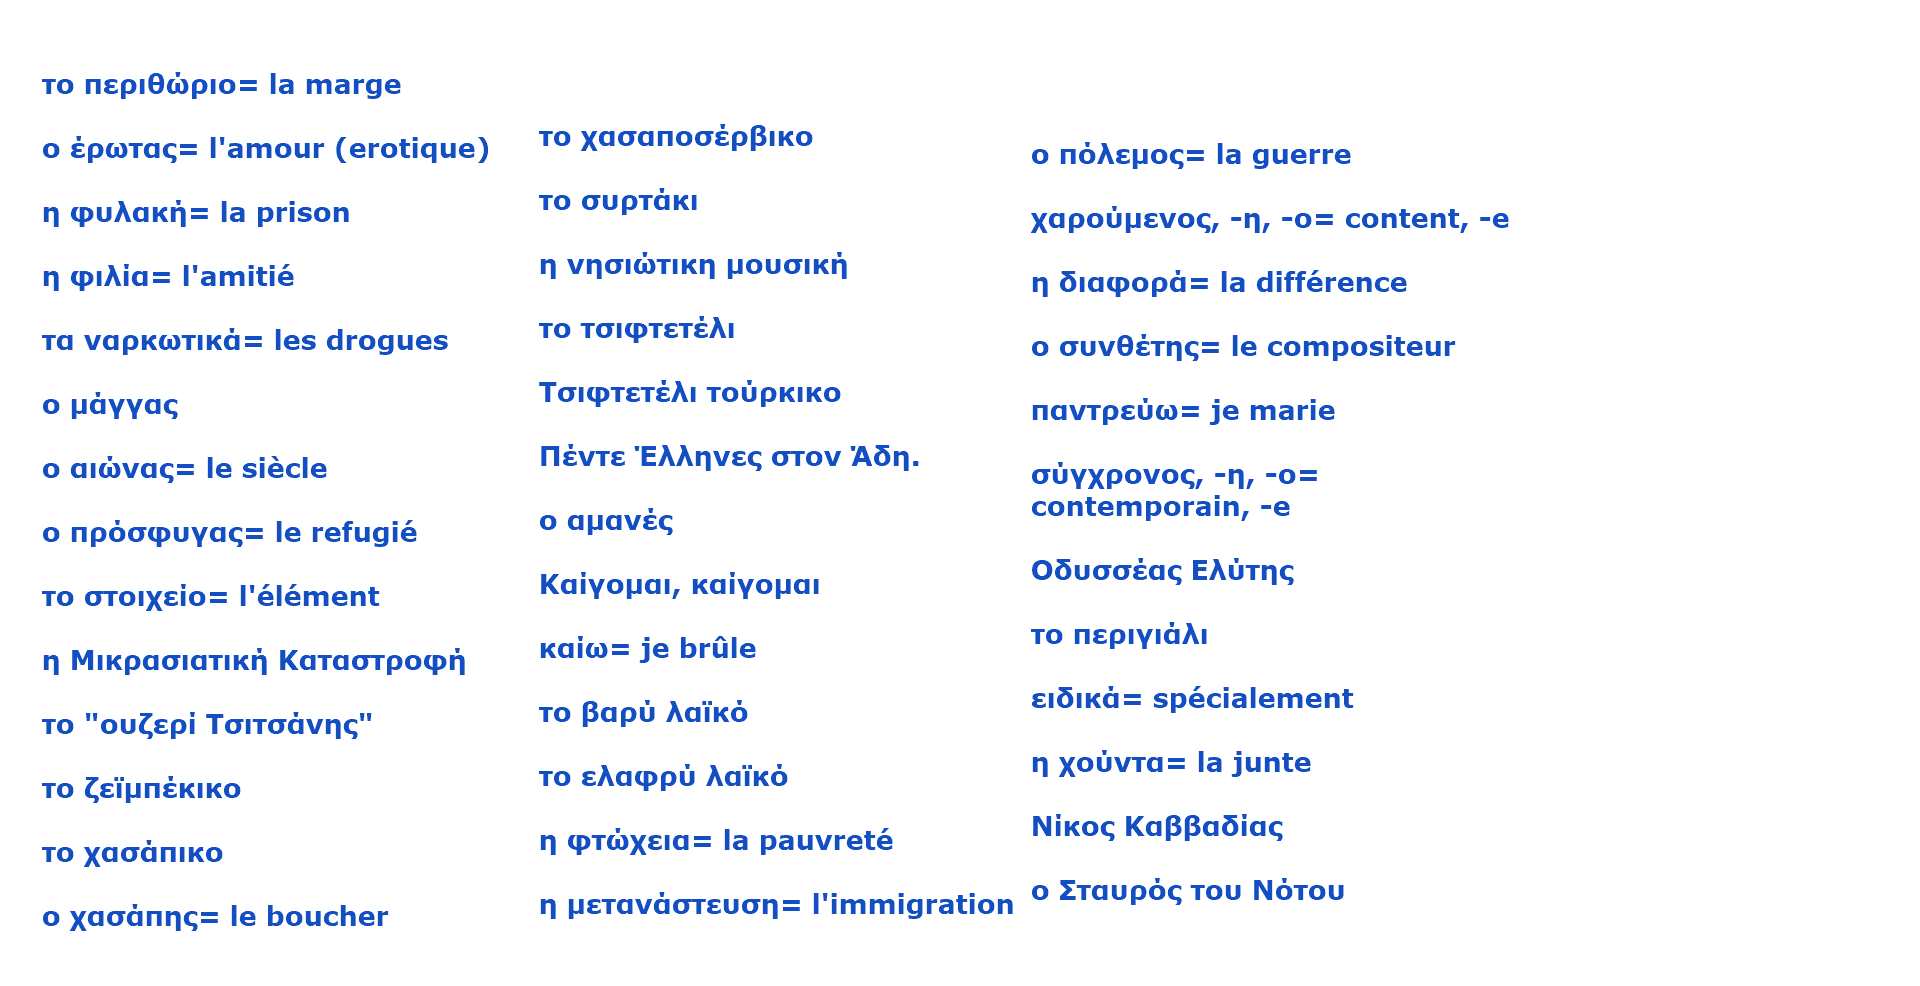 το περιθώριο= la marge
ο έρωτας= l'amour (erotique)
η φυλακή= la prison
η φιλία= l'amitié
τα ναρκωτικά= les drogues
ο μάγγας
ο αιώνας= le siècle
ο πρόσφυγας= le refugié
το στοιχείο= l'élément
η Μικρασιατική Καταστροφή
το "ουζερί Τσιτσάνης"
το ζεϊμπέκικο
το χασάπικο
ο χασάπης= le boucher
το χασαποσέρβικο
το συρτάκι
η νησιώτικη μουσική
το τσιφτετέλι
Τσιφτετέλι τούρκικο
Πέντε Έλληνες στον Άδη.
ο αμανές
Καίγομαι, καίγομαι
καίω= je brûle
το βαρύ λαϊκό
το ελαφρύ λαϊκό
η φτώχεια= la pauvreté
η μετανάστευση= l'immigration
ο πόλεμος= la guerre
χαρούμενος, -η, -ο= content, -e
η διαφορά= la différence
ο συνθέτης= le compositeur
παντρεύω= je marie
σύγχρονος, -η, -ο=
contemporain, -e
Οδυσσέας Ελύτης
το περιγιάλι
ειδικά= spécialement
η χούντα= la junte
Νίκος Καββαδίας
ο Σταυρός του Νότου